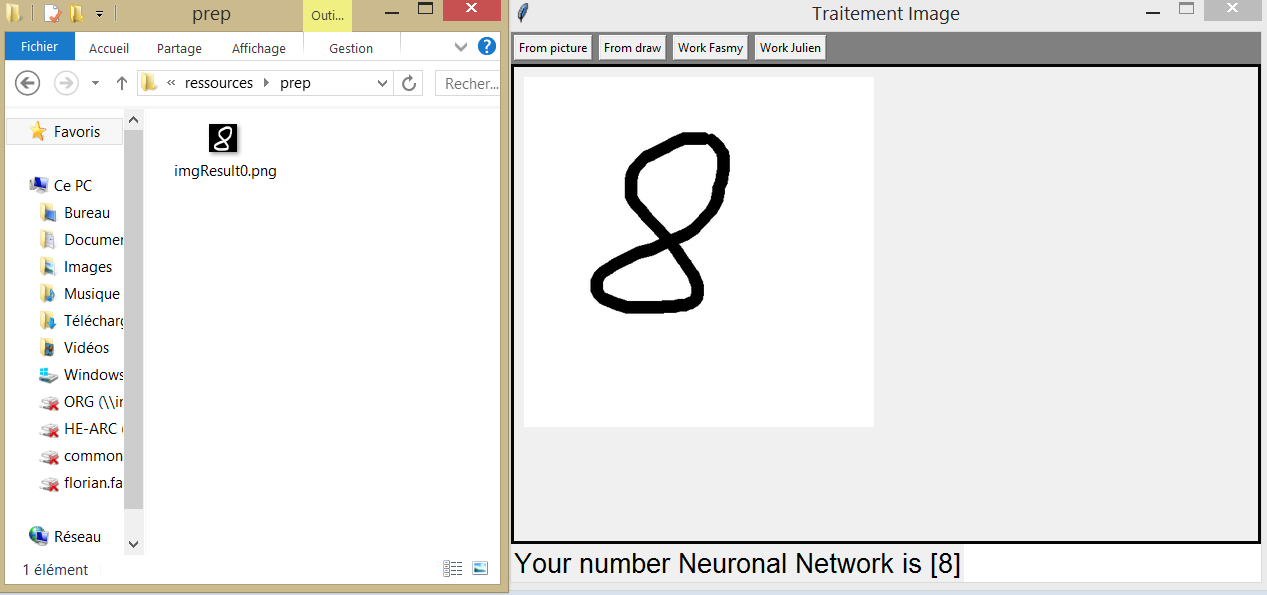 prep
Outi...
Fichier
Accueil
Partage
Affichage
Gestion
« ressources prep
Recher...
Favoris
Ce PC
Bureau
Documer
Images
Musique
Télécharg
Vidéos
Windows
ORG (\\ir
HE-ARC (
common
florian.fa
Réseau
imgResult0.png
1 élément
Traitement Image
From picture
From draw
Work Fasmy
Work Julien
8
Your number Neuronal Network is [8]